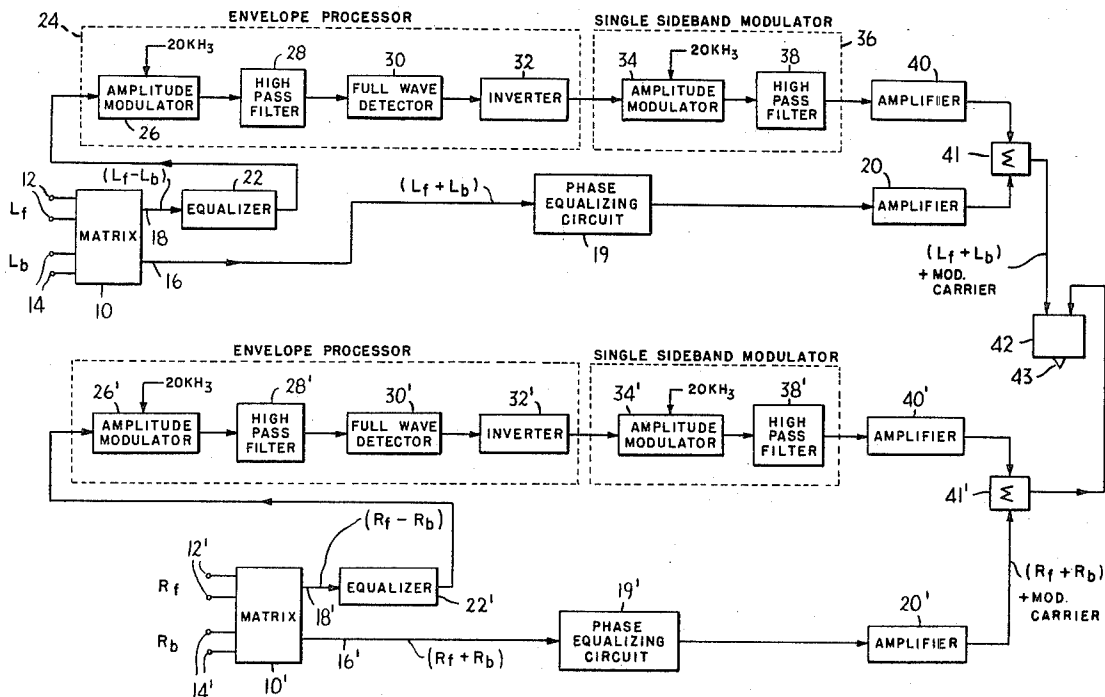 ENVELOPE PROCESSOR
SINGLE SIDEBAND MODULATOR
24
20KH₃
28
30
32
34
20KH₃
38
36
40
AMPLITUDE MODULATOR
HIGH PASS FILTER
FULL WAVE DETECTOR
INVERTER
AMPLITUDE MODULATOR
HIGH PASS FILTER
AMPLIFIER
26
41
Σ
12
(Lf-Lb)
22
(Lf+Lb)
PHASE EQUALIZING CIRCUIT
20
Lf
MATRIX
18
EQUALIZER
AMPLIFIER
Lb
16
19
14
10
(Lf+Lb)
+ MOD. CARRIER
42
43
ENVELOPE PROCESSOR
SINGLE SIDEBAND MODULATOR
26'
20KH₃
28'
30'
32'
34'
20KH₃
38'
40'
AMPLITUDE MODULATOR
HIGH PASS FILTER
FULL WAVE DETECTOR
INVERTER
AMPLITUDE MODULATOR
HIGH PASS FILTER
AMPLIFIER
41'
Σ
(Rf-Rb)
12'
Rf
MATRIX
18'
EQUALIZER
22'
19'
(Rf+Rb)
+ MOD. CARRIER
20'
Rb
16'
(Rf+Rb)
PHASE EQUALIZING CIRCUIT
AMPLIFIER
14'
10'